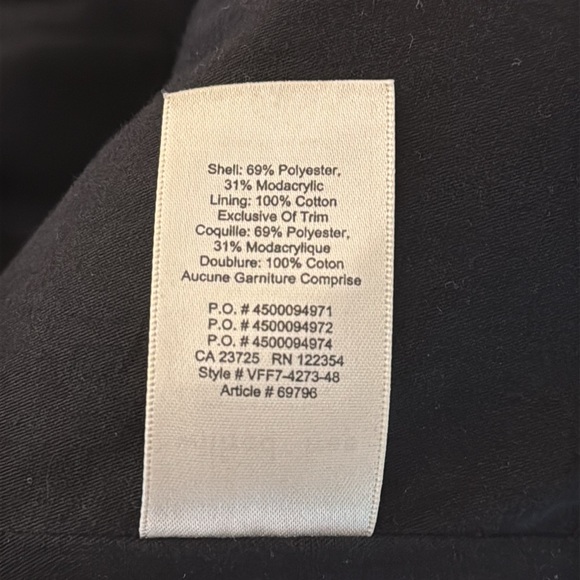 Shell: 69% Polyester,
31% Modacrylic
Lining: 100% Cotton
Exclusive Of Trim
Coquille: 69% Polyester,
31% Modacrylique
Doublure: 100% Coton
Aucune Garniture Comprise
P.O. # 4500094971
P.O. # 4500094972
P.O. # 4500094974
CA 23725 RN 122354
Style # VFF7-4273-48
Article # 69796